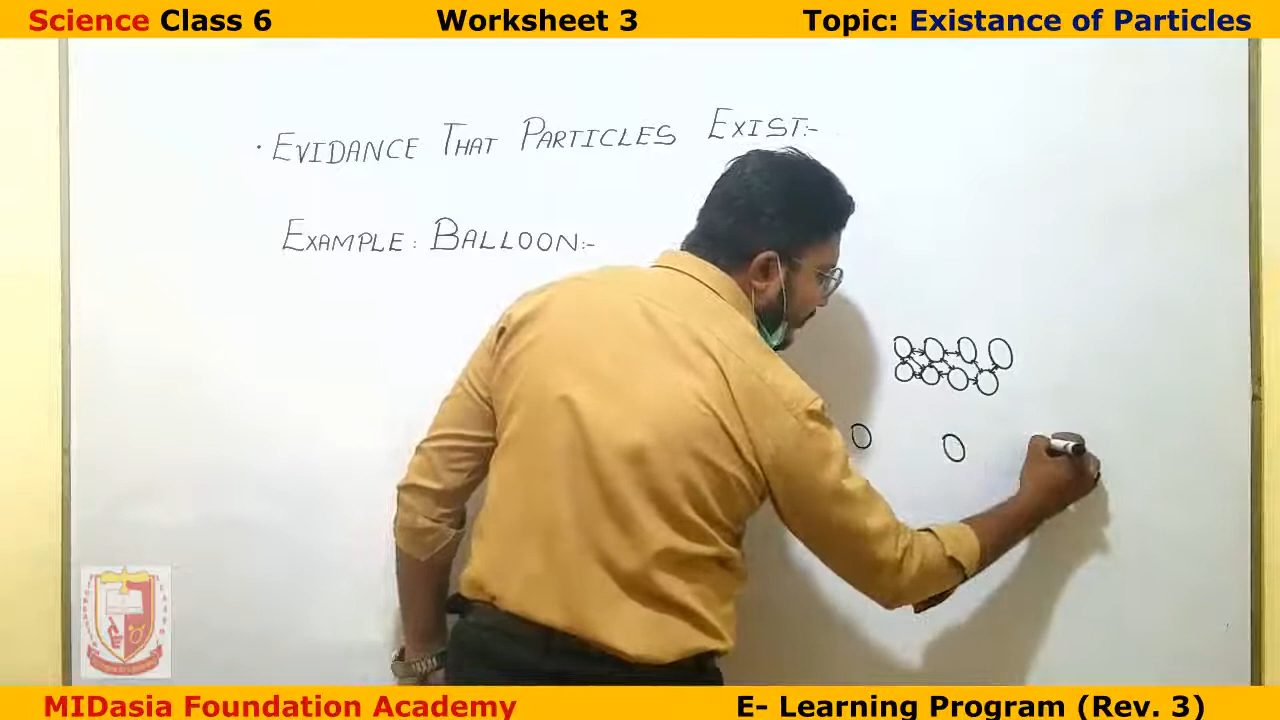 Science Class 6 Worksheet 3 Topic: Existance of Particles
· EVIDANCE THAT PARTICLES EXIST:-
EXAMPLE: BALLOON:-
MIDasia Foundation Academy E- Learning Program (Rev. 3)